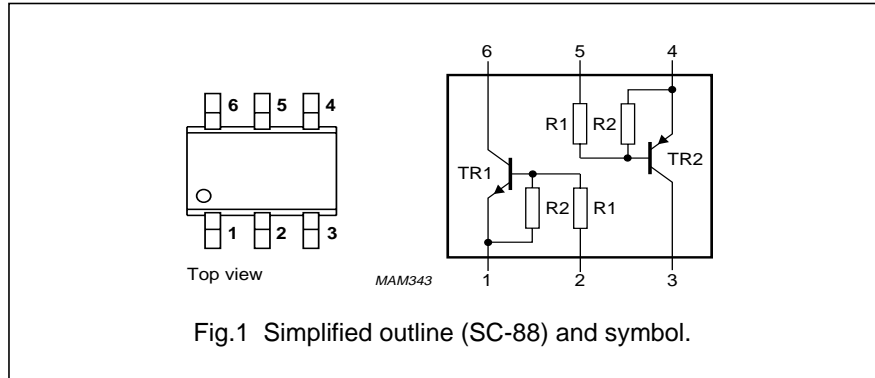 6 5 4
1 2 3
Top view
6 5 4
R1 R2
TR2
TR1
R2 R1
MAM343
1 2 3
Fig.1 Simplified outline (SC-88) and symbol.